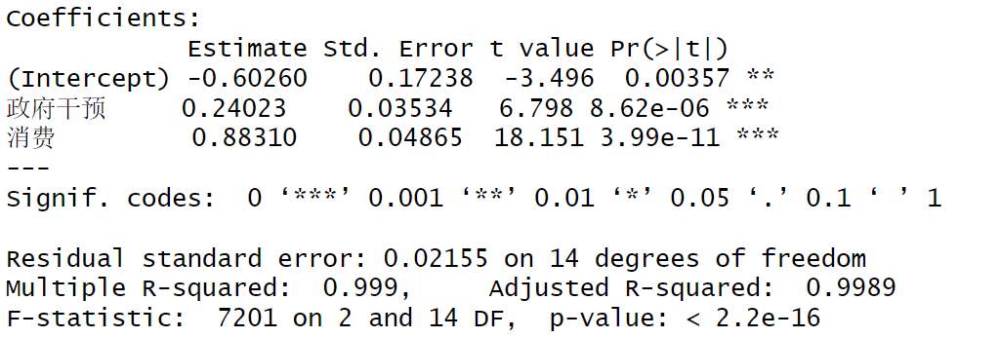 Coefficients:
Estimate Std. Error t value Pr(>|t|)
(Intercept) -0.60260 0.17238 -3.496 0.00357 **
政府干预 0.24023 0.03534 6.798 8.62e-06 ***
消费 0.88310 0.04865 18.151 3.99e-11 ***
---
Signif. codes: 0 ‘***’ 0.001 ‘**’ 0.01 ‘*’ 0.05 ‘.’ 0.1 ‘ ’ 1
Residual standard error: 0.02155 on 14 degrees of freedom
Multiple R-squared: 0.999, Adjusted R-squared: 0.9989
F-statistic: 7201 on 2 and 14 DF, p-value: < 2.2e-16